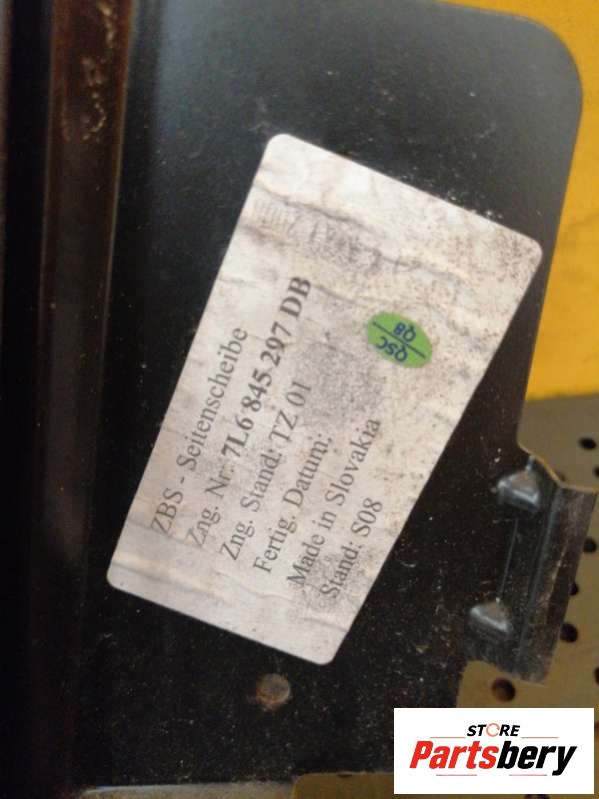 ZBS - Seitenscheibe
Zng. Nr.: 7L6 845 297 DB
Zng. Stand: TZ 01
Fertig. Datum:
Made in Slovakia
Stand: S08
QSC
Q8
STORE
Partsbery